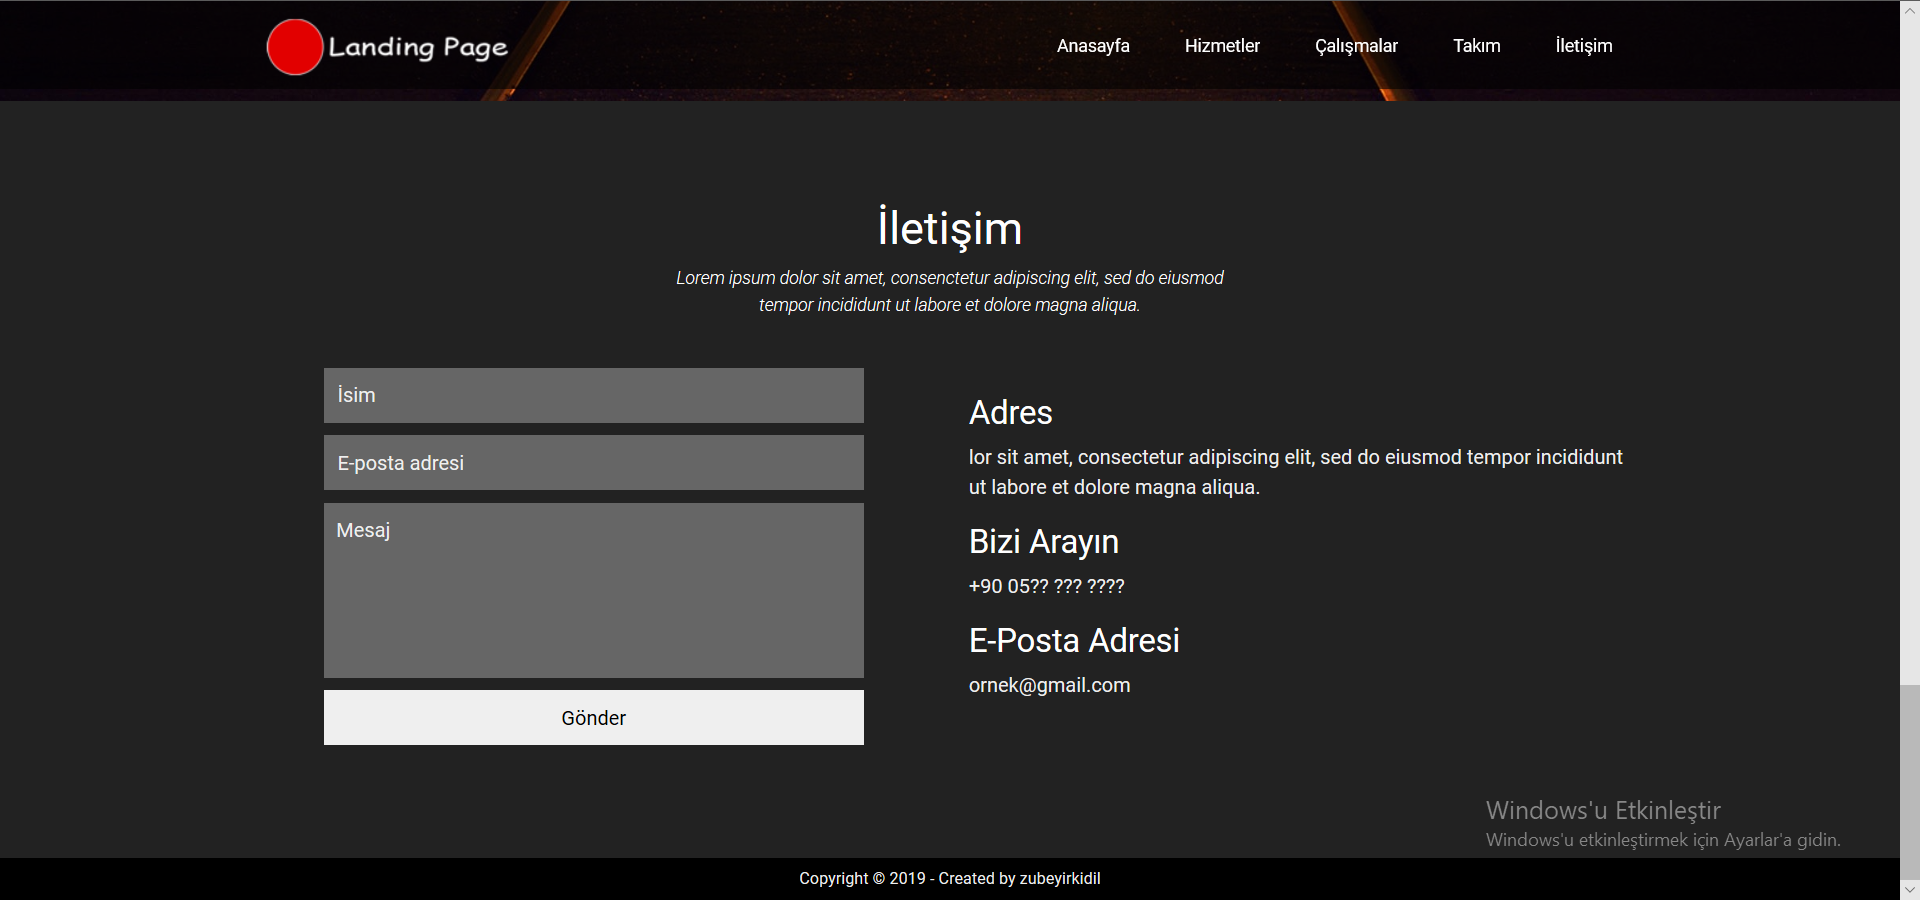 Landing Page
Anasayfa
Hizmetler
Çalışmalar
Takım
İletişim
İletişim
Lorem ipsum dolor sit amet, consenctetur adipiscing elit, sed do eiusmod
tempor incididunt ut labore et dolore magna aliqua.
İsim
E-posta adresi
Mesaj
Gönder
Adres
lor sit amet, consectetur adipiscing elit, sed do eiusmod tempor incididunt
ut labore et dolore magna aliqua.
Bizi Arayın
+90 05?? ??? ????
E-Posta Adresi
ornek@gmail.com
Windows'u Etkinleştir
Windows'u etkinleştirmek için Ayarlar'a gidin.
Copyright © 2019 - Created by zubeyirkidil